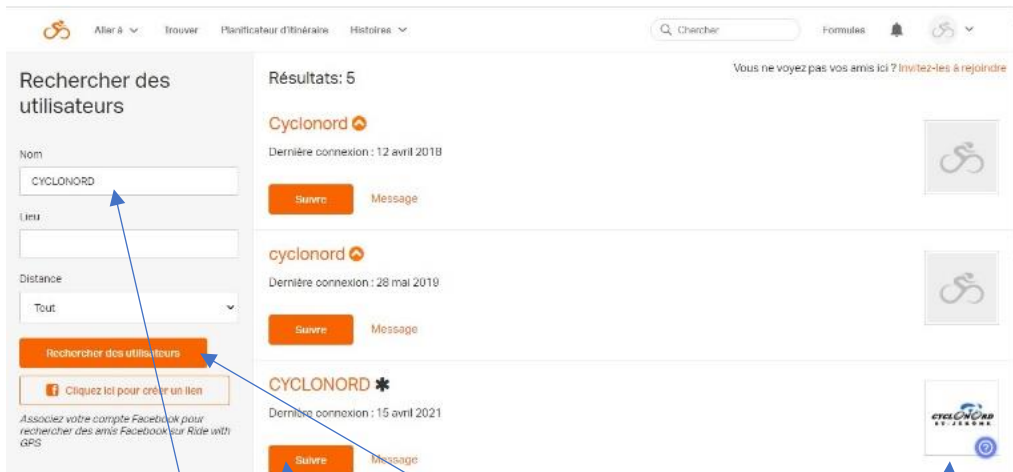 Aller à
Trouver
Planificateur d'itinéraire
Histoires
Chercher
Formules
Rechercher des
utilisateurs
Nom
CYCLONORD
Lieu
Distance
Tout
Rechercher des utilisateurs
Cliquez ici pour créer un lien
Associez votre compte Facebook pour
rechercher des amis Facebook sur Ride with
GPS
Résultats: 5
Vous ne voyez pas vos amis ici ? Invitez-les à rejoindre
Cyclonord
Dernière connexion : 12 avril 2018
Suivre Message
cyclonord
Dernière connexion : 28 mai 2019
Suivre Message
CYCLONORD
Dernière connexion : 15 avril 2021
Suivre Message
CYCLONORD
ST-JÉRÔME